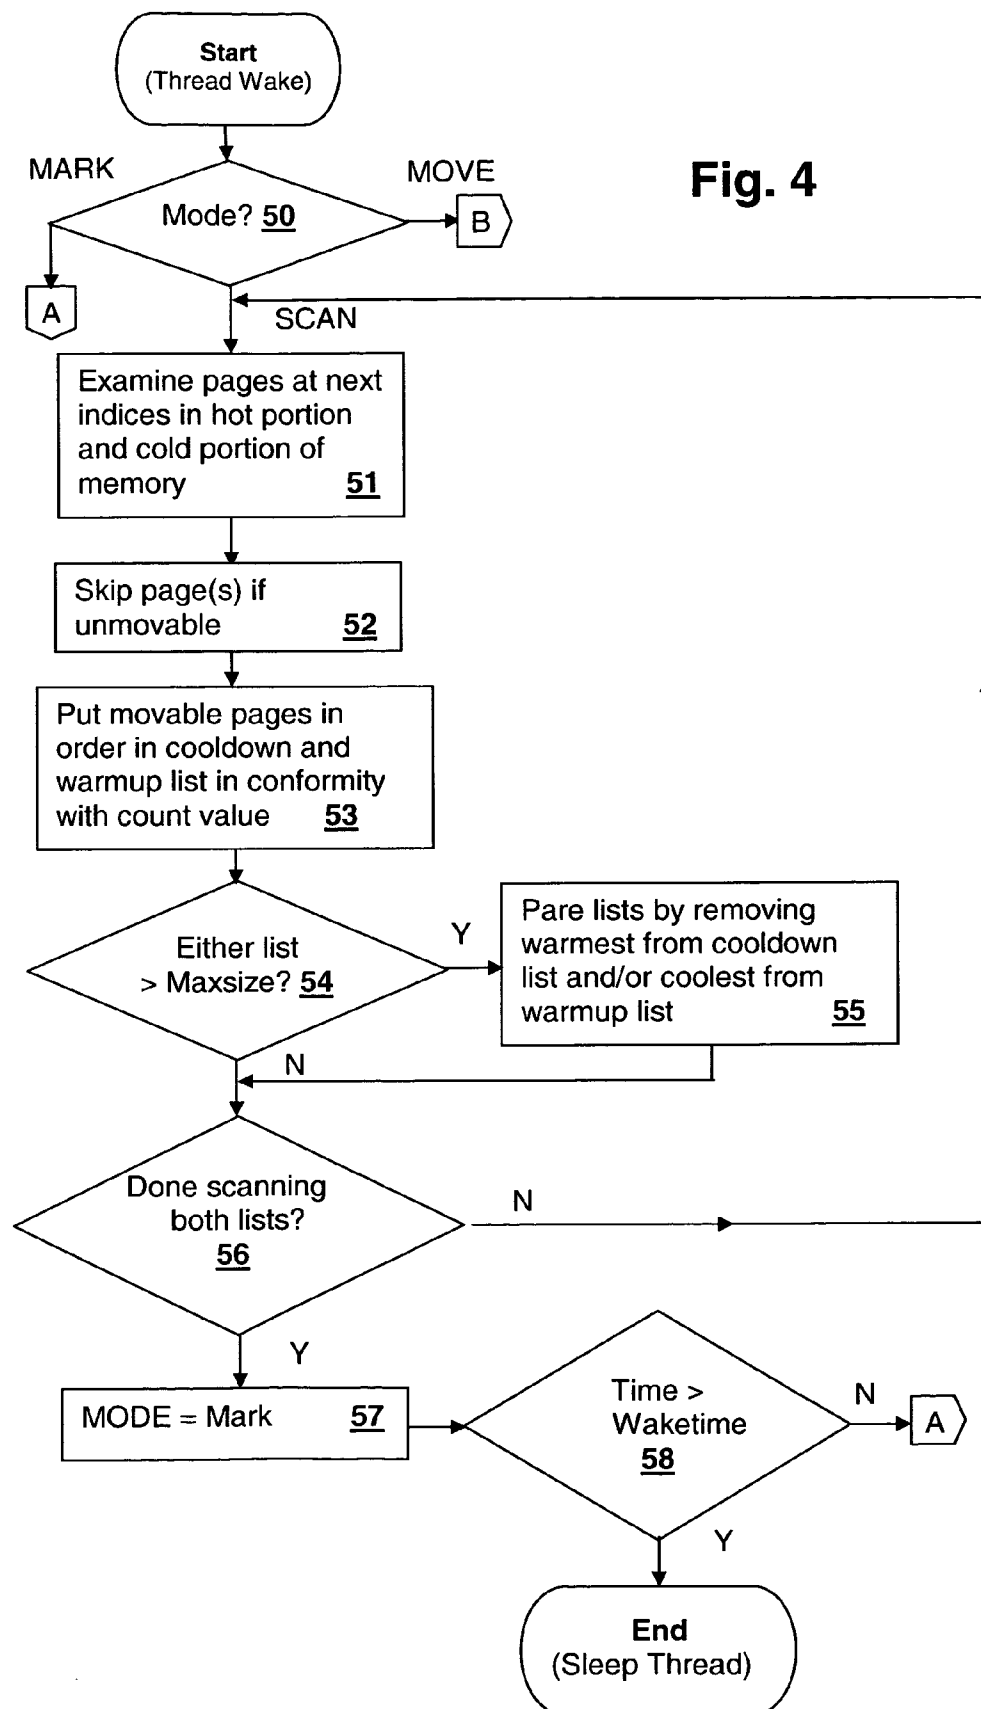 Start
(Thread Wake)
MARK
MOVE
Fig. 4
Mode? 50
B
A
SCAN
Examine pages at next
indices in hot portion
and cold portion of
memory 51
Skip page(s) if
unmovable 52
Put movable pages in
order in cooldown and
warmup list in conformity
with count value 53
Either list
> Maxsize? 54
Y
Pare lists by removing
warmest from cooldown
list and/or coolest from
warmup list 55
N
Done scanning
both lists?
56
N
Y
MODE = Mark 57
Time >
Waketime
58
N
A
Y
End
(Sleep Thread)